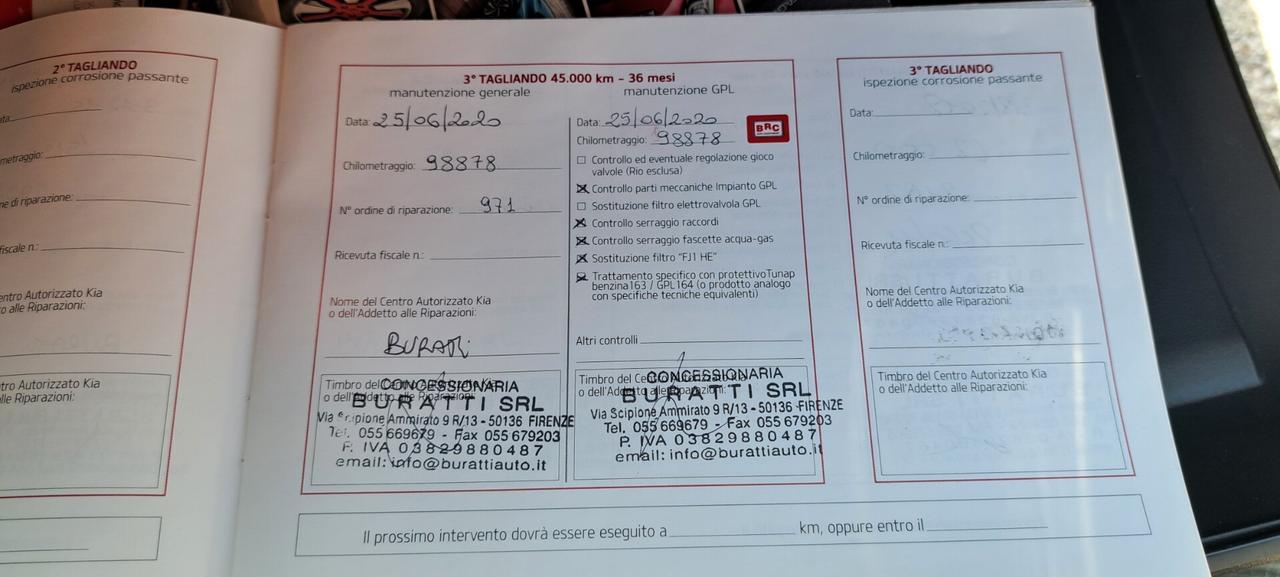 2° TAGLIANDO
ispezione corrosione passante
metraggio:
ne di riparazione:
fiscale n.:
entro Autorizzato Kia
o alle Riparazioni:
tro Autorizzato Kia
lle Riparazioni:
3° TAGLIANDO 45.000 km – 36 mesi
manutenzione generale
Data: 25/06/2020
Chilometraggio: 98878
N° ordine di riparazione: 971
Ricevuta fiscale n.:
Nome del Centro Autorizzato Kia
o dell'Addetto alle Riparazioni:
BURATTI
Timbro del
o dell'Addetto alle Riparazioni:
CONCESSIONARIA
BURATTI SRL
Via Scipione Ammirato 9 R/13 - 50136 FIRENZE
Tel. 055 669679 - Fax 055 679203
P. IVA 03829880487
email: info@burattiauto.it
manutenzione GPL
Data: 25/06/2020
Chilometraggio: 98878
BRC
Controllo ed eventuale regolazione gioco
valvole (Rio esclusa)
Controllo parti meccaniche Impianto GPL
Sostituzione filtro elettrovalvola GPL
Controllo serraggio raccordi
Controllo serraggio fascette acqua-gas
Sostituzione filtro "FJ1 HE"
Trattamento specifico con protettivo Tunap
benzina 163 / GPL 164 (o prodotto analogo
con specifiche tecniche equivalenti)
Altri controlli
Timbro del
o dell'Addetto alle Riparazioni:
CONCESSIONARIA
BURATTI SRL
Via Scipione Ammirato 9 R/13 - 50136 FIRENZE
Tel. 055 669679 - Fax 055 679203
P. IVA 03829880487
email: info@burattiauto.it
3° TAGLIANDO
ispezione corrosione passante
Data:
Chilometraggio:
N° ordine di riparazione:
Ricevuta fiscale n.:
Nome del Centro Autorizzato Kia
o dell'Addetto alle Riparazioni:
Timbro del Centro Autorizzato Kia
o dell'Addetto alle Riparazioni:
Il prossimo intervento dovrà essere eseguito a km, oppure entro il